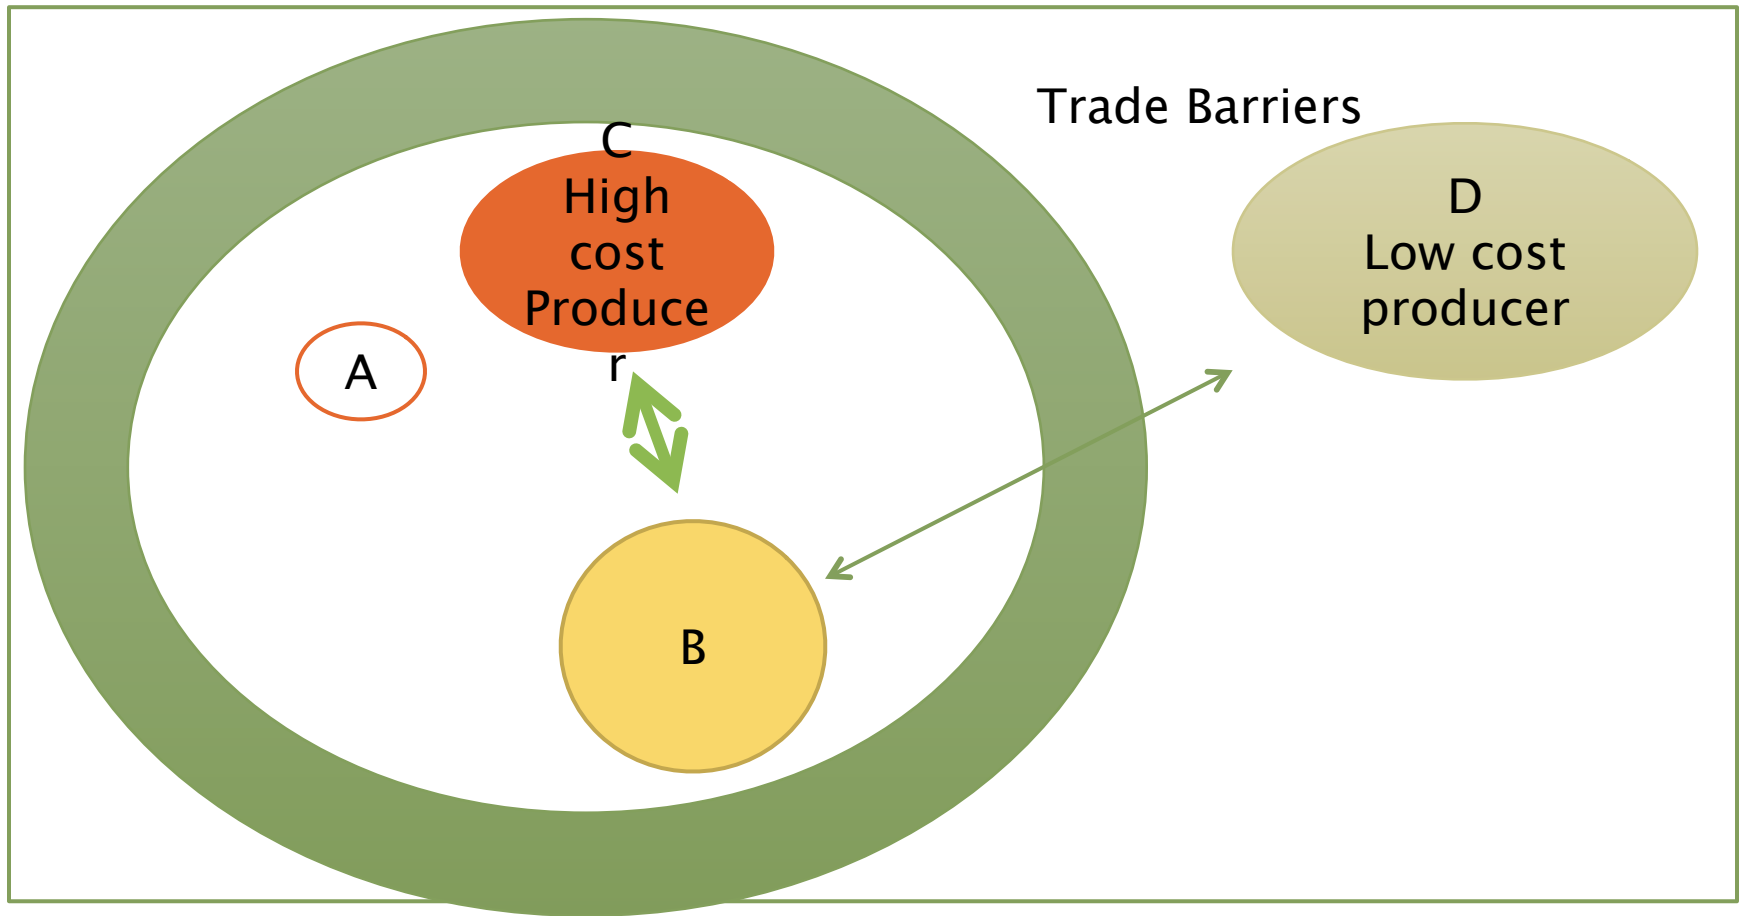 Trade Barriers
C
High
cost
Produce
r
D
Low cost
producer
A
B